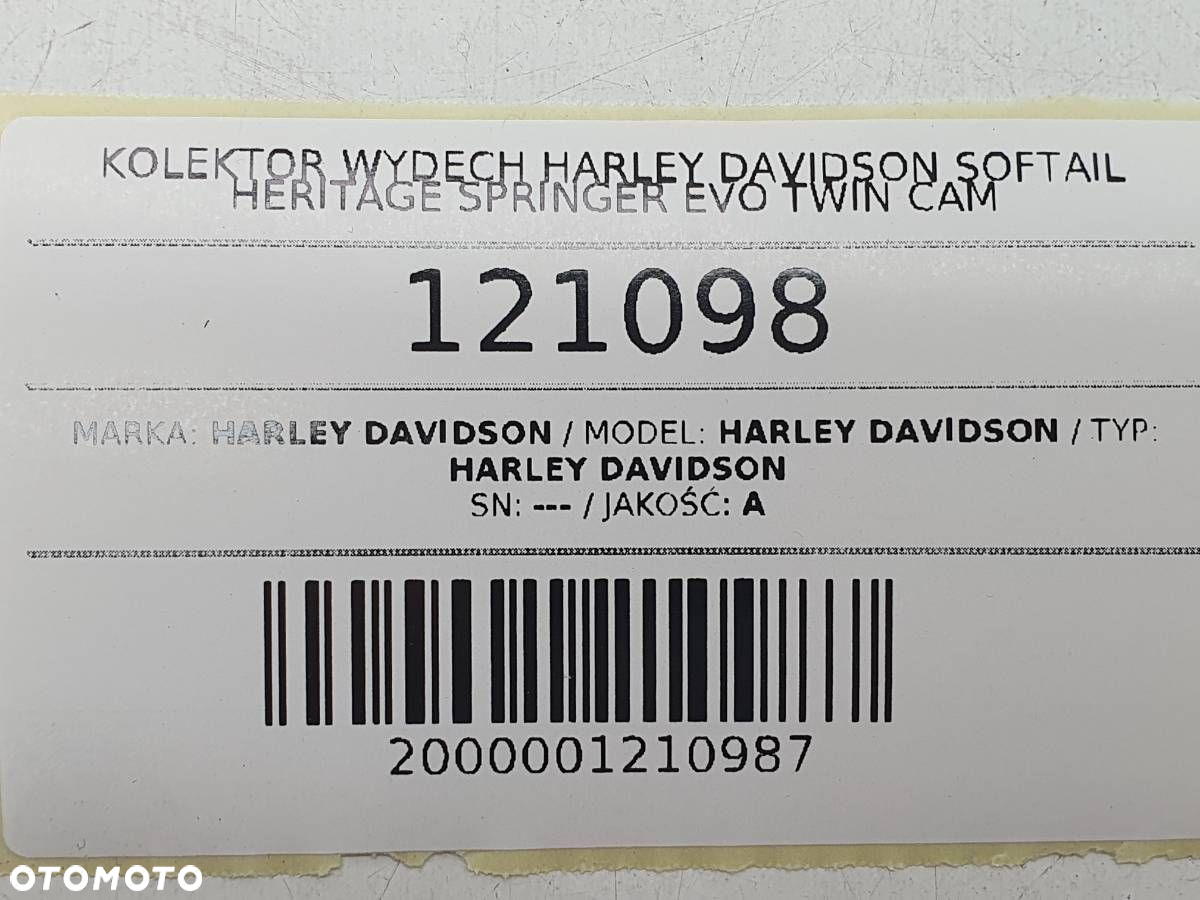 KOLEKTOR WYDECH HARLEY DAVIDSON SOFTAIL
HERITAGE SPRINGER EVO TWIN CAM
121098
MARKA: HARLEY DAVIDSON / MODEL: HARLEY DAVIDSON / TYP:
HARLEY DAVIDSON
SN: --- / JAKOŚĆ: A
2000001210987
OTOMOTO